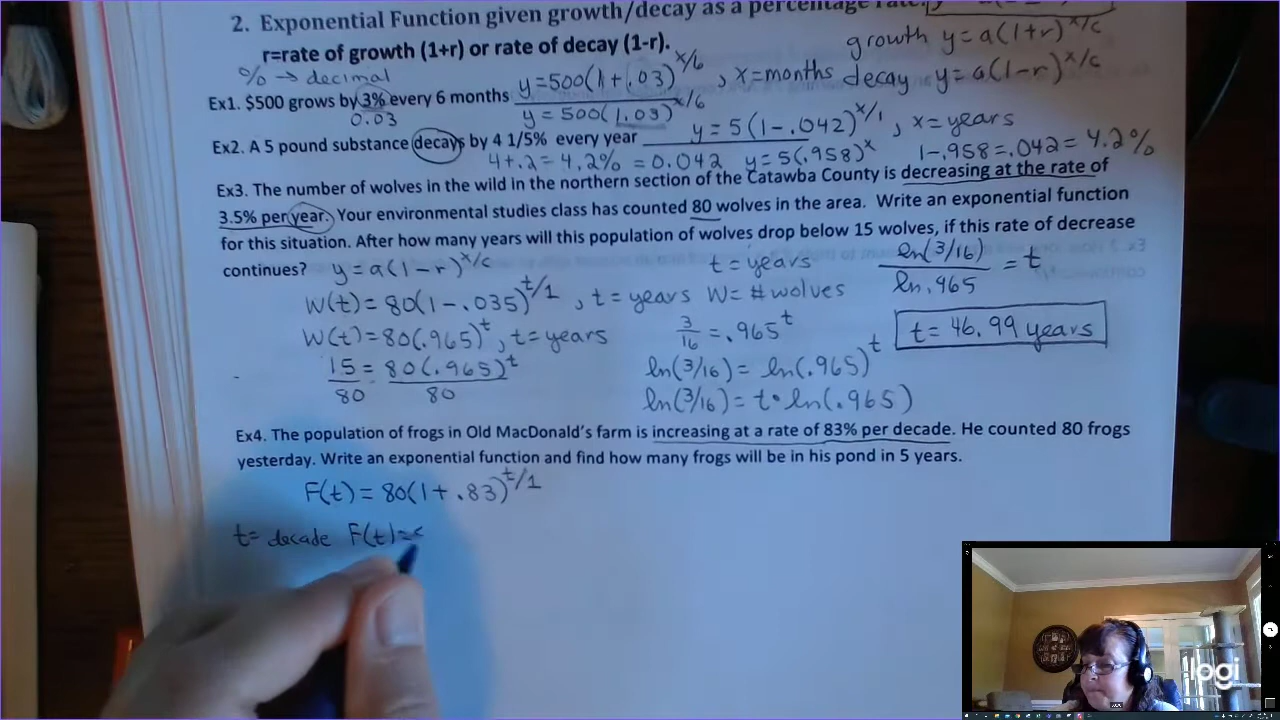 2. Exponential Function given growth/decay as a percentage rate.
r=rate of growth (1+r) or rate of decay (1-r).
growth y=a(1+r)^x/c
% → decimal
y=500(1+.03)^x/6, x=months
decay y=a(1-r)^x/c
Ex1. $500 grows by 3% every 6 months
0.03
y=500(1.03)^x/6
Ex2. A 5 pound substance decays by 4 1/5% every year
y=5(1-.042)^x/1, x=years
4+.2=4.2%=0.042 y=5(.958)^x
1-.958=.042=4.2%
Ex3. The number of wolves in the wild in the northern section of the Catawba County is decreasing at the rate of
3.5% per year. Your environmental studies class has counted 80 wolves in the area. Write an exponential function
for this situation. After how many years will this population of wolves drop below 15 wolves, if this rate of decrease
continues? y=a(1-r)^x/c
t=years
ln(3/16)/ln.965=t
W(t)=80(1-.035)^t/1, t=years W=#wolves
W(t)=80(.965)^t, t=years
3/16=.965^t
t=46.99 years
15=80(.965)^t
80 80
ln(3/16)=ln(.965)^t
ln(3/16)=t•ln(.965)
Ex4. The population of frogs in Old MacDonald's farm is increasing at a rate of 83% per decade. He counted 80 frogs
yesterday. Write an exponential function and find how many frogs will be in his pond in 5 years.
F(t)=80(1+.83)^t/1
t=decade F(t)=
logi